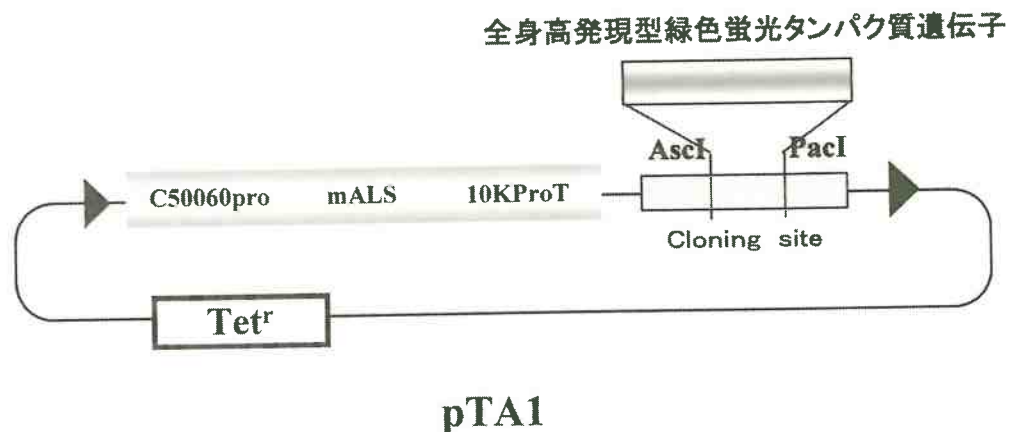 全身高発現型緑色蛍光タンパク質遺伝子
AscI PacI
C50060pro mALS 10KProT
Cloning site
Tetʳ
pTA1